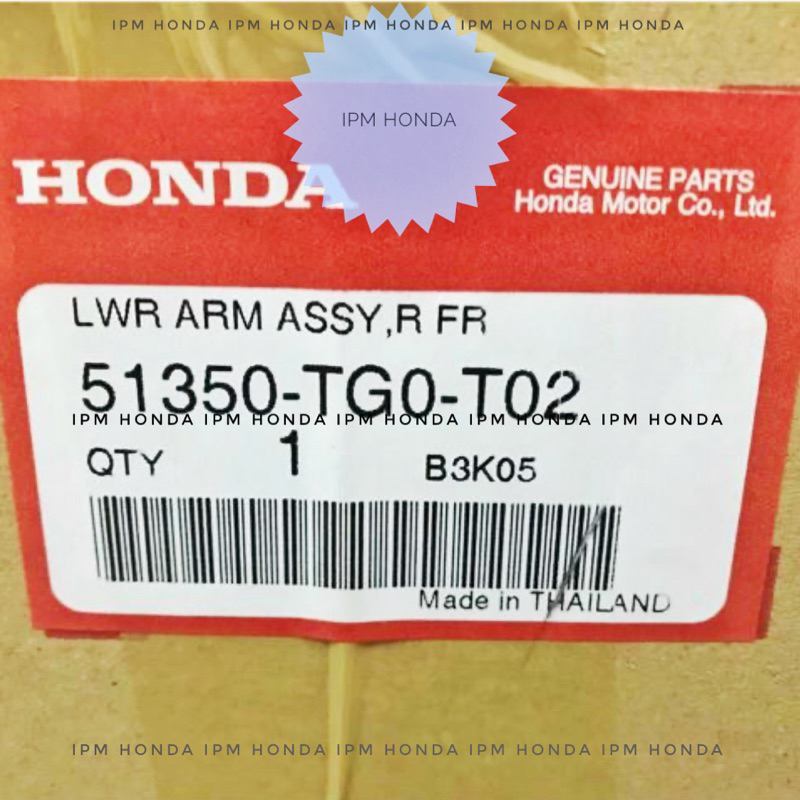 IPM HONDA IPM HONDA IPM HONDA IPM HONDA IPM HONDA
IPM HONDA
HONDA
GENUINE PARTS
Honda Motor Co., Ltd.
LWR ARM ASSY,R FR
51350-TG0-T02
IPM HONDA IPM HONDA IPM HONDA IPM HONDA IPM HONDA
QTY 1 B3K05
Made in THAILAND
IPM HONDA IPM HONDA IPM HONDA IPM HONDA IPM HONDA